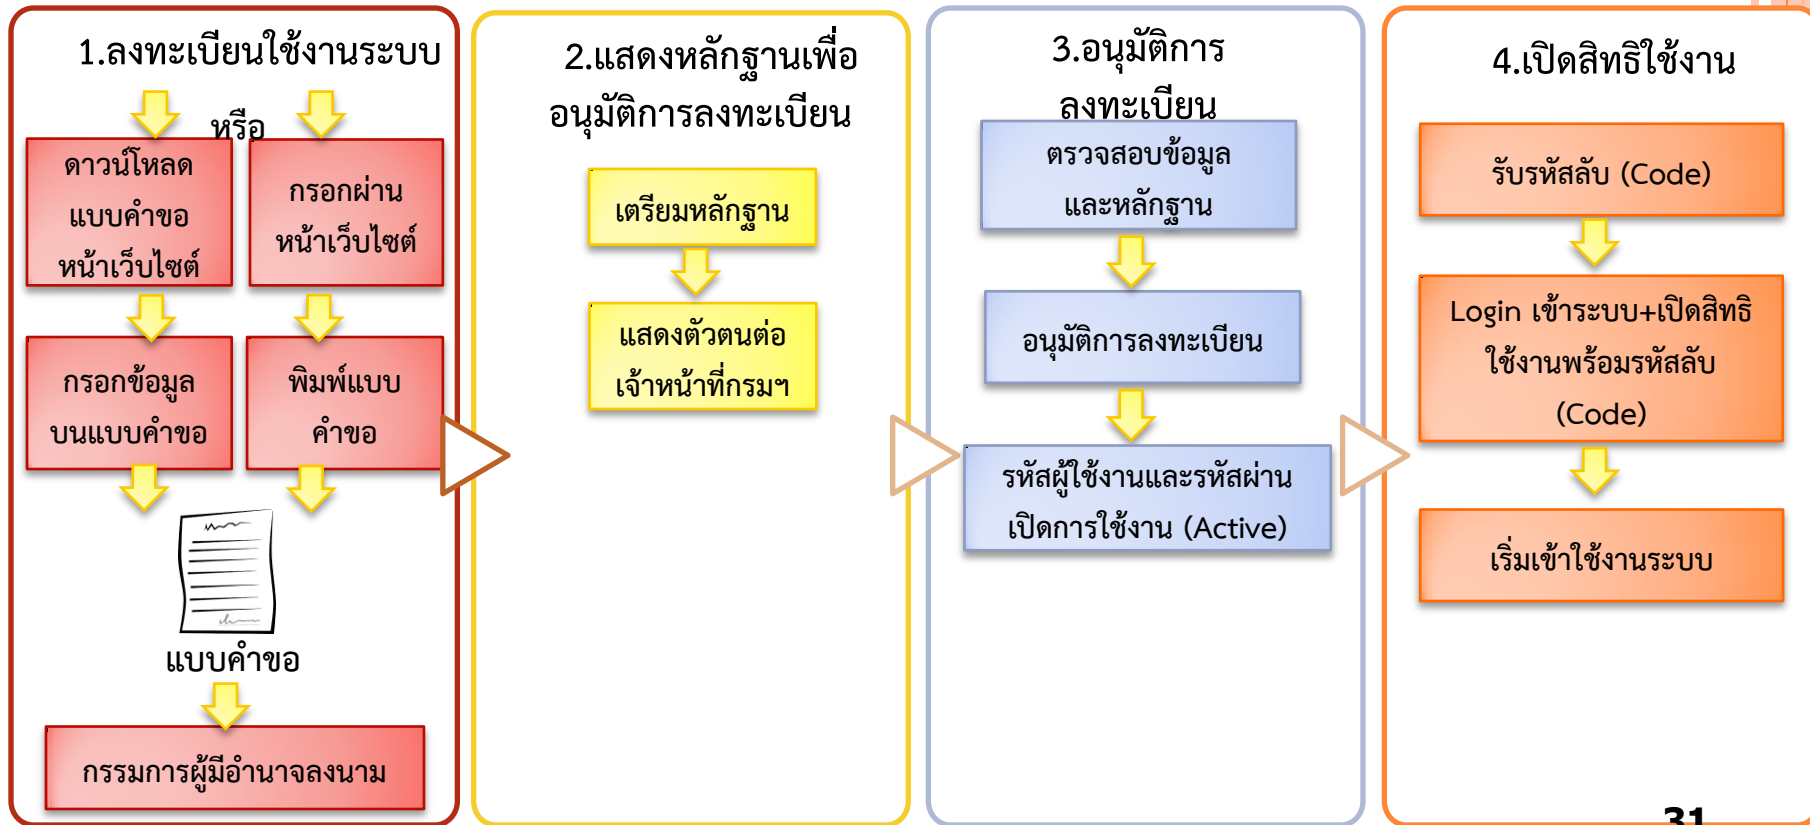 1.ลงทะเบียนใช้งานระบบ
หรือ
ดาวน์โหลด
แบบคำขอ
หน้าเว็บไซต์
กรอกผ่าน
หน้าเว็บไซต์
กรอกข้อมูล
บนแบบคำขอ
พิมพ์แบบ
คำขอ
แบบคำขอ
กรรมการผู้มีอำนาจลงนาม
2.แสดงหลักฐานเพื่อ
อนุมัติการลงทะเบียน
เตรียมหลักฐาน
แสดงตัวตนต่อ
เจ้าหน้าที่กรมฯ
3.อนุมัติการ
ลงทะเบียน
ตรวจสอบข้อมูล
และหลักฐาน
อนุมัติการลงทะเบียน
รหัสผู้ใช้งานและรหัสผ่าน
เปิดการใช้งาน (Active)
4.เปิดสิทธิใช้งาน
รับรหัสลับ (Code)
Login เข้าระบบ+เปิดสิทธิ
ใช้งานพร้อมรหัสลับ
(Code)
เริ่มเข้าใช้งานระบบ
31